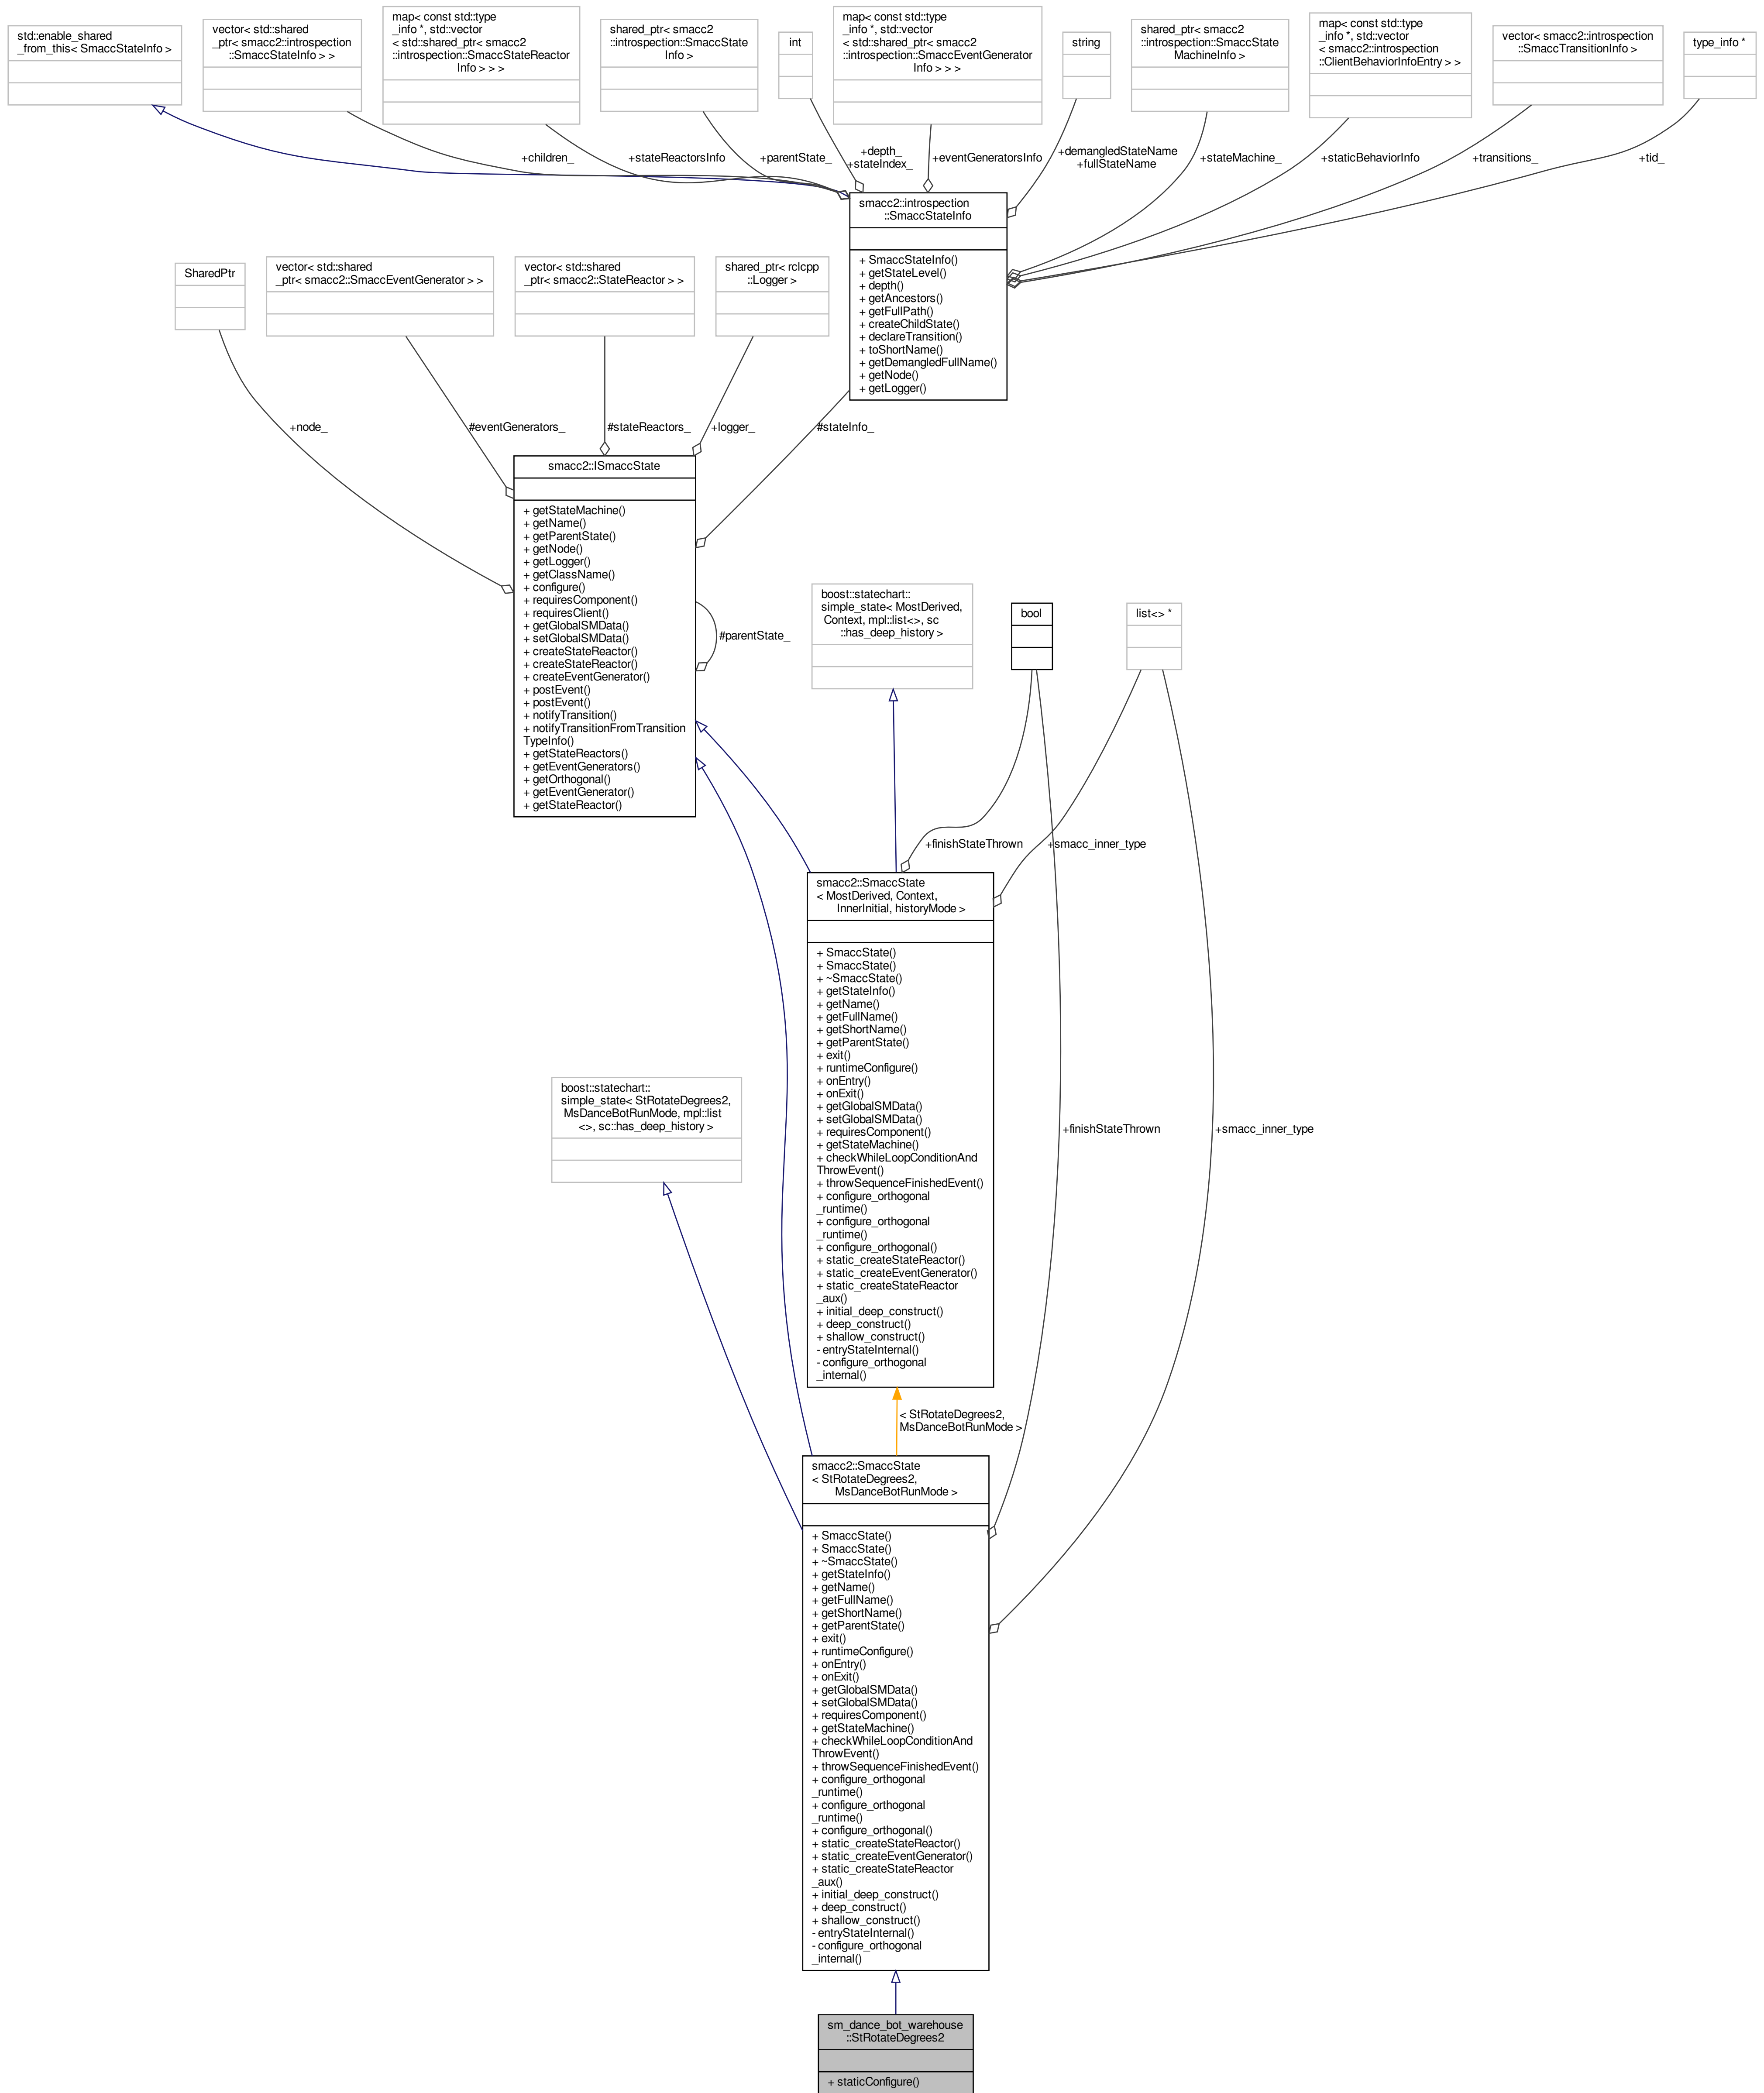 std::enable_shared
_from_this< SmaccStateInfo >
vector< std::shared
_ptr< smacc2::introspection
::SmaccStateInfo > >
map< const std::type
_info *, std::vector
< std::shared_ptr< smacc2
::introspection::SmaccStateReactor
Info > > >
shared_ptr< smacc2
::introspection::SmaccState
Info >
int
map< const std::type
_info *, std::vector
< std::shared_ptr< smacc2
::introspection::SmaccEventGenerator
Info > > >
string
shared_ptr< smacc2
::introspection::SmaccState
MachineInfo >
map< const std::type
_info *, std::vector
< smacc2::introspection
::ClientBehaviorInfoEntry > >
vector< smacc2::introspection
::SmaccTransitionInfo >
type_info *
+children_
+stateReactorsInfo
+parentState_
+depth_
+stateIndex_
+eventGeneratorsInfo
+demangledStateName
+fullStateName
+stateMachine_
+staticBehaviorInfo
+transitions_
+tid_
smacc2::introspection
::SmaccStateInfo
+ SmaccStateInfo()
+ getStateLevel()
+ depth()
+ getAncestors()
+ getFullPath()
+ createChildState()
+ declareTransition()
+ toShortName()
+ getDemangledFullName()
+ getNode()
+ getLogger()
SharedPtr
vector< std::shared
_ptr< smacc2::SmaccEventGenerator > >
vector< std::shared
_ptr< smacc2::StateReactor > >
shared_ptr< rclcpp
::Logger >
+node_
#eventGenerators_
#stateReactors_
+logger_
#stateInfo_
smacc2::ISmaccState
+ getStateMachine()
+ getName()
+ getParentState()
+ getNode()
+ getLogger()
+ getClassName()
+ configure()
+ requiresComponent()
+ requiresClient()
+ getGlobalSMData()
+ setGlobalSMData()
+ createStateReactor()
+ createStateReactor()
+ createEventGenerator()
+ postEvent()
+ postEvent()
+ notifyTransition()
+ notifyTransitionFromTransition
TypeInfo()
+ getStateReactors()
+ getEventGenerators()
+ getOrthogonal()
+ getEventGenerator()
+ getStateReactor()
#parentState_
boost::statechart::
simple_state< MostDerived,
Context, mpl::list<>, sc
::has_deep_history >
bool
list<> *
+finishStateThrown
+smacc_inner_type
smacc2::SmaccState
< MostDerived, Context,
InnerInitial, historyMode >
+ SmaccState()
+ SmaccState()
+ ~SmaccState()
+ getStateInfo()
+ getName()
+ getFullName()
+ getShortName()
+ getParentState()
+ exit()
+ runtimeConfigure()
+ onEntry()
+ onExit()
+ getGlobalSMData()
+ setGlobalSMData()
+ requiresComponent()
+ getStateMachine()
+ checkWhileLoopConditionAnd
ThrowEvent()
+ throwSequenceFinishedEvent()
+ configure_orthogonal
_runtime()
+ configure_orthogonal
_runtime()
+ configure_orthogonal()
+ static_createStateReactor()
+ static_createEventGenerator()
+ static_createStateReactor
_aux()
+ initial_deep_construct()
+ deep_construct()
+ shallow_construct()
- entryStateInternal()
- configure_orthogonal
_internal()
boost::statechart::
simple_state< StRotateDegrees2,
MsDanceBotRunMode, mpl::list
<>, sc::has_deep_history >
+finishStateThrown
+smacc_inner_type
< StRotateDegrees2,
MsDanceBotRunMode >
smacc2::SmaccState
< StRotateDegrees2,
MsDanceBotRunMode >
+ SmaccState()
+ SmaccState()
+ ~SmaccState()
+ getStateInfo()
+ getName()
+ getFullName()
+ getShortName()
+ getParentState()
+ exit()
+ runtimeConfigure()
+ onEntry()
+ onExit()
+ getGlobalSMData()
+ setGlobalSMData()
+ requiresComponent()
+ getStateMachine()
+ checkWhileLoopConditionAnd
ThrowEvent()
+ throwSequenceFinishedEvent()
+ configure_orthogonal
_runtime()
+ configure_orthogonal
_runtime()
+ configure_orthogonal()
+ static_createStateReactor()
+ static_createEventGenerator()
+ static_createStateReactor
_aux()
+ initial_deep_construct()
+ deep_construct()
+ shallow_construct()
- entryStateInternal()
- configure_orthogonal
_internal()
sm_dance_bot_warehouse
::StRotateDegrees2
+ staticConfigure()